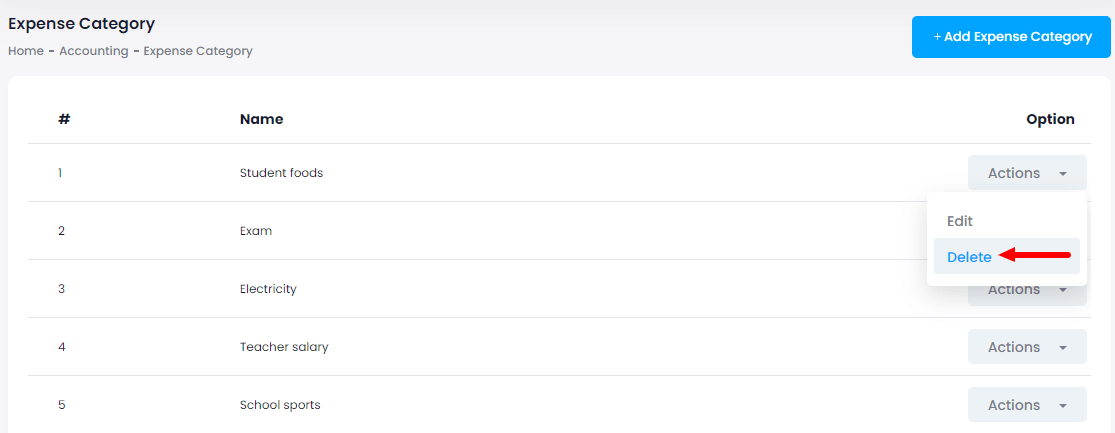 Expense Category
Home - Accounting - Expense Category
+ Add Expense Category
# Name Option
1 Student foods Actions
Edit
2 Exam
Delete
3 Electricity Actions
4 Teacher salary Actions
5 School sports Actions